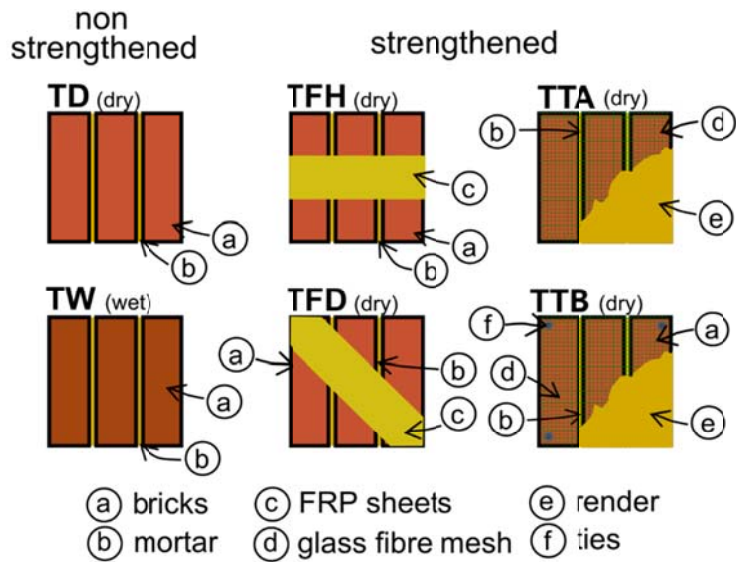 non
strengthened
strengthened
TD (dry)
TFH (dry)
TTA (dry)
b
d
c
e
a
a
b
b
TW (wet)
TFD (dry)
TTB (dry)
f
a
a
b
d
a
b
e
c
b
a bricks
c FRP sheets
e render
b mortar
d glass fibre mesh
f ties